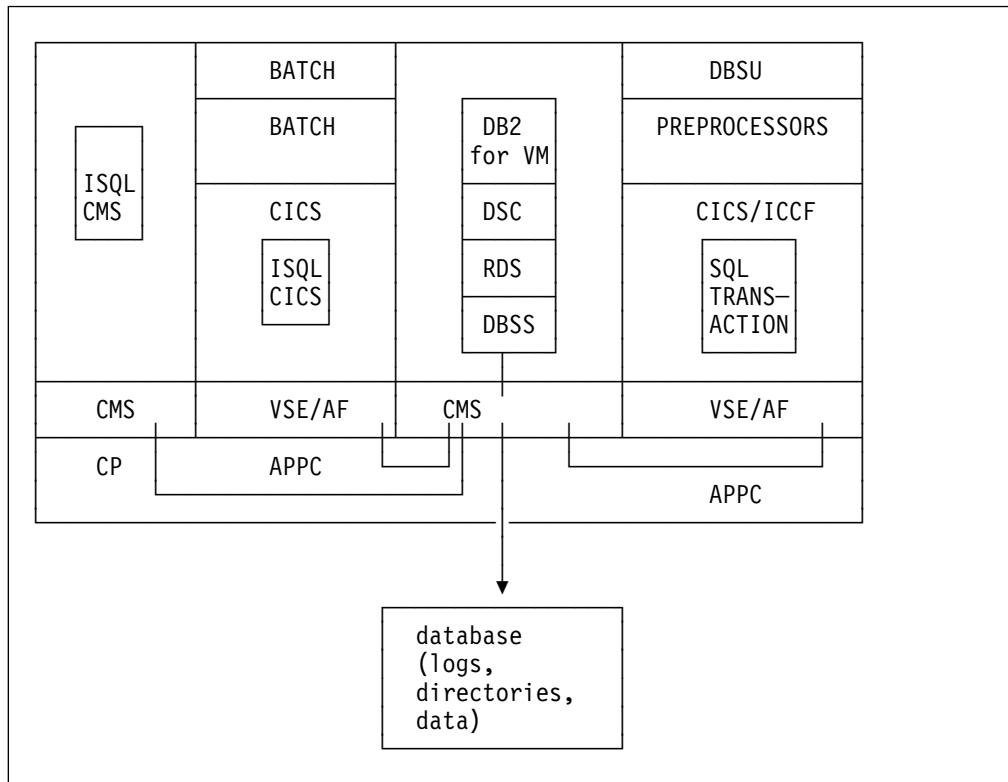 BATCH
DBSU
BATCH
DB2
for VM
PREPROCESSORS
ISQL
CMS
CICS
DSC
CICS/ICCF
ISQL
CICS
RDS
SQL
TRANS—
ACTION
DBSS
CMS
VSE/AF
CMS
VSE/AF
CP
APPC
APPC
database
(logs,
directories,
data)